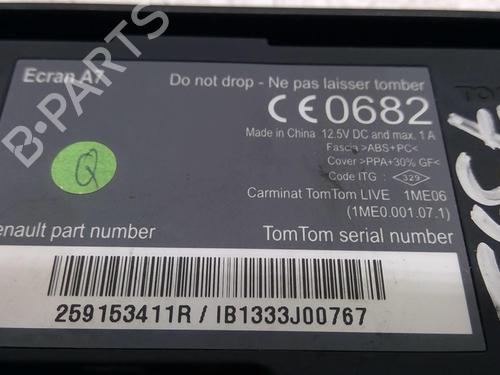 Ecran A7
Do not drop - Ne pas laisser tomber
CE0682
Made in China 12.5V DC and max. 1 A
Fascia >ABS+PC<
Cover >PPA+30% GF<
Code ITG : 329
Carminat TomTom LIVE 1ME06
(1ME0.001.07.1)
Q
enault part number
TomTom serial number
259153411R / IB1333J00767
B-PARTS